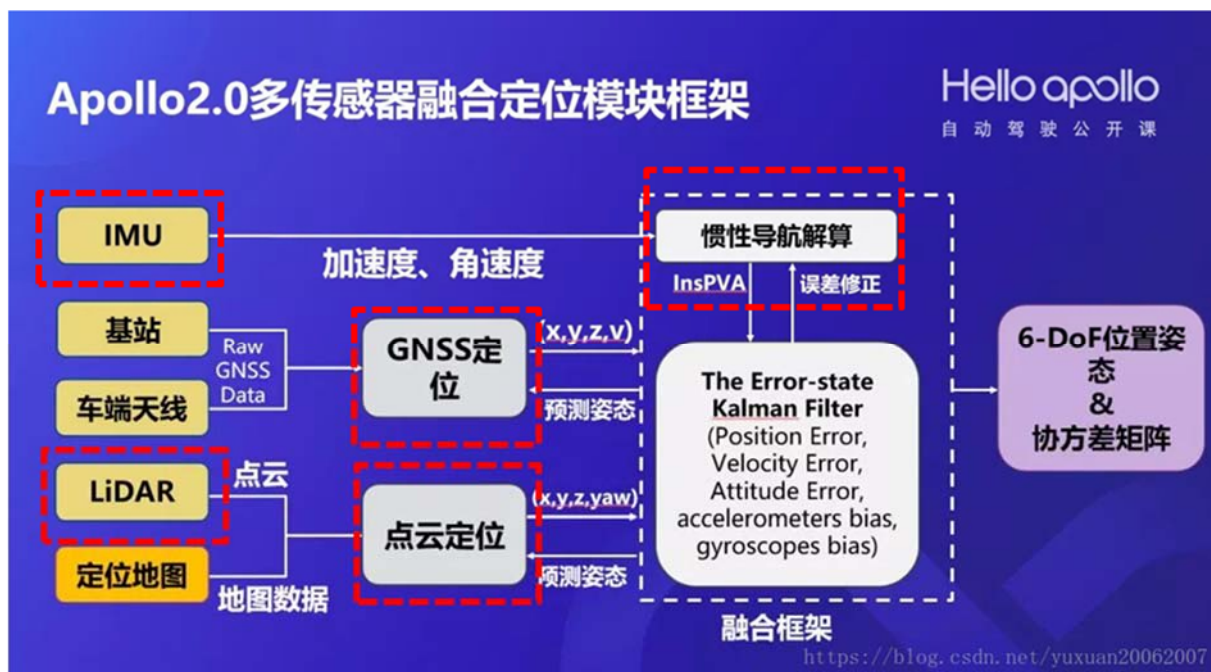 Apollo2.0多传感器融合定位模块框架
Hello apollo
自动驾驶公开课
IMU
加速度、角速度
惯性导航解算
InsPVA
误差修正
基站
车端天线
Raw
GNSS
Data
GNSS定
位
(x,y,z,v)
预测姿态
The Error-state
Kalman Filter
(Position Error,
Velocity Error,
Attitude Error,
accelerometers bias,
gyroscopes bias)
6-DoF位置姿
态
&
协方差矩阵
LiDAR
点云
定位地图
地图数据
点云定位
(x,y,z,yaw)
预测姿态
融合框架
https://blog.csdn.net/yuxuan20062007